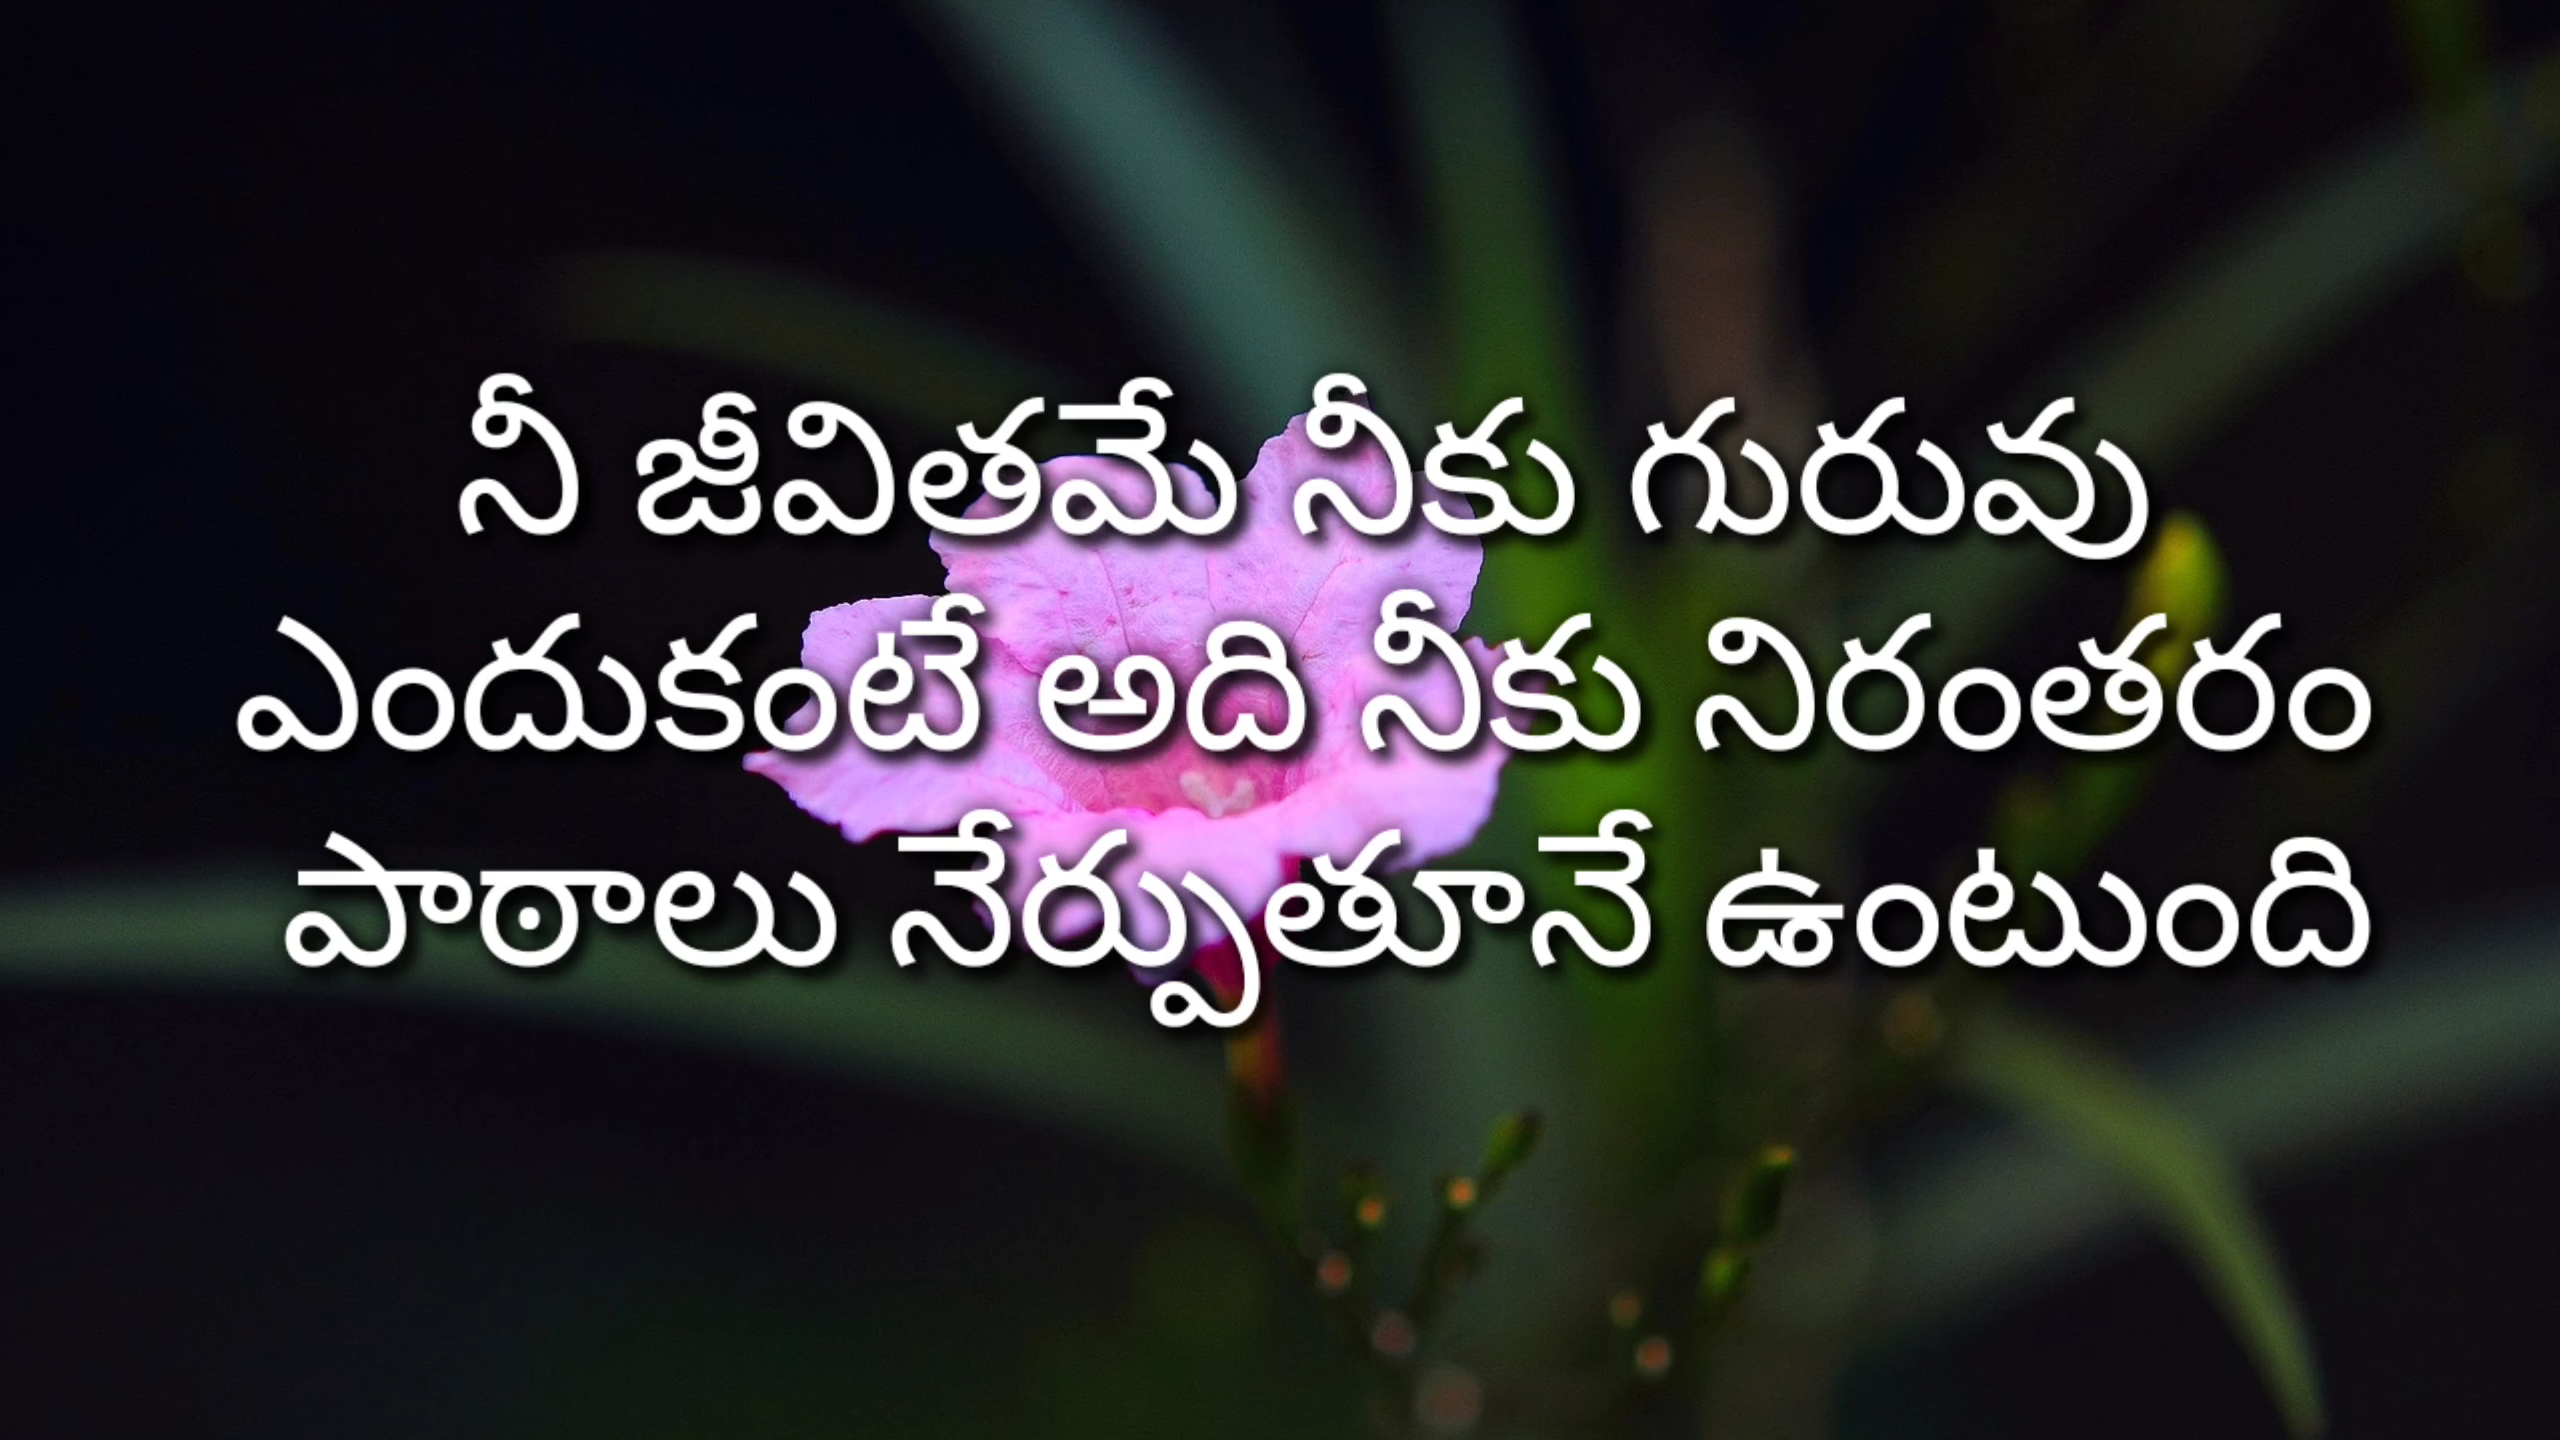 నీ జీవితమే నీకు గురువు
ఎందుకంటే అది నీకు నిరంతరం
పాఠాలు నేర్పుతూనే ఉంటుంది